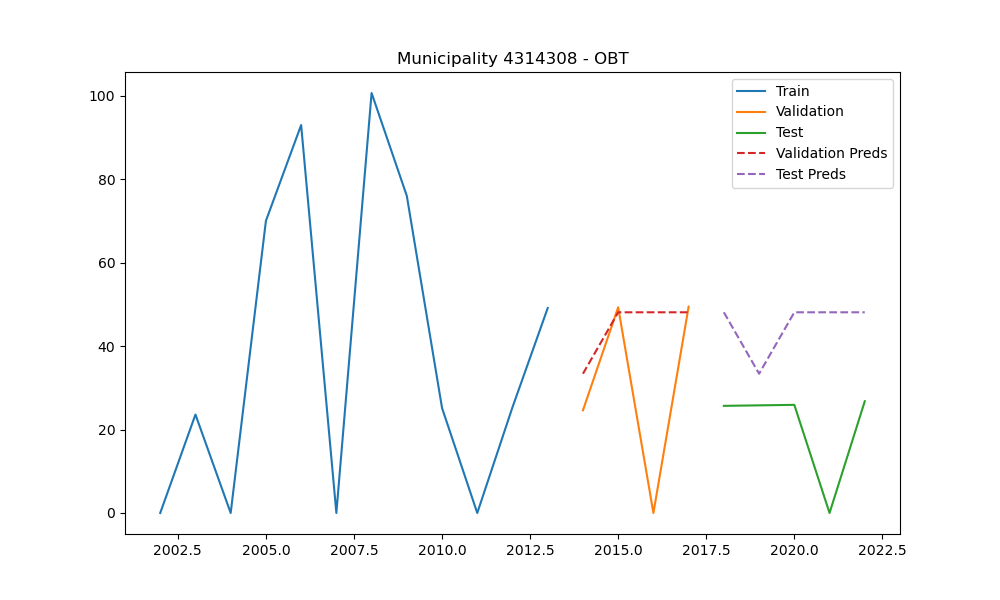 Municipality 4314308 - OBT
Train
Validation
Test
Validation Preds
Test Preds
100
80
60
40
20
0
2002.5 2005.0 2007.5 2010.0 2012.5 2015.0 2017.5 2020.0 2022.5